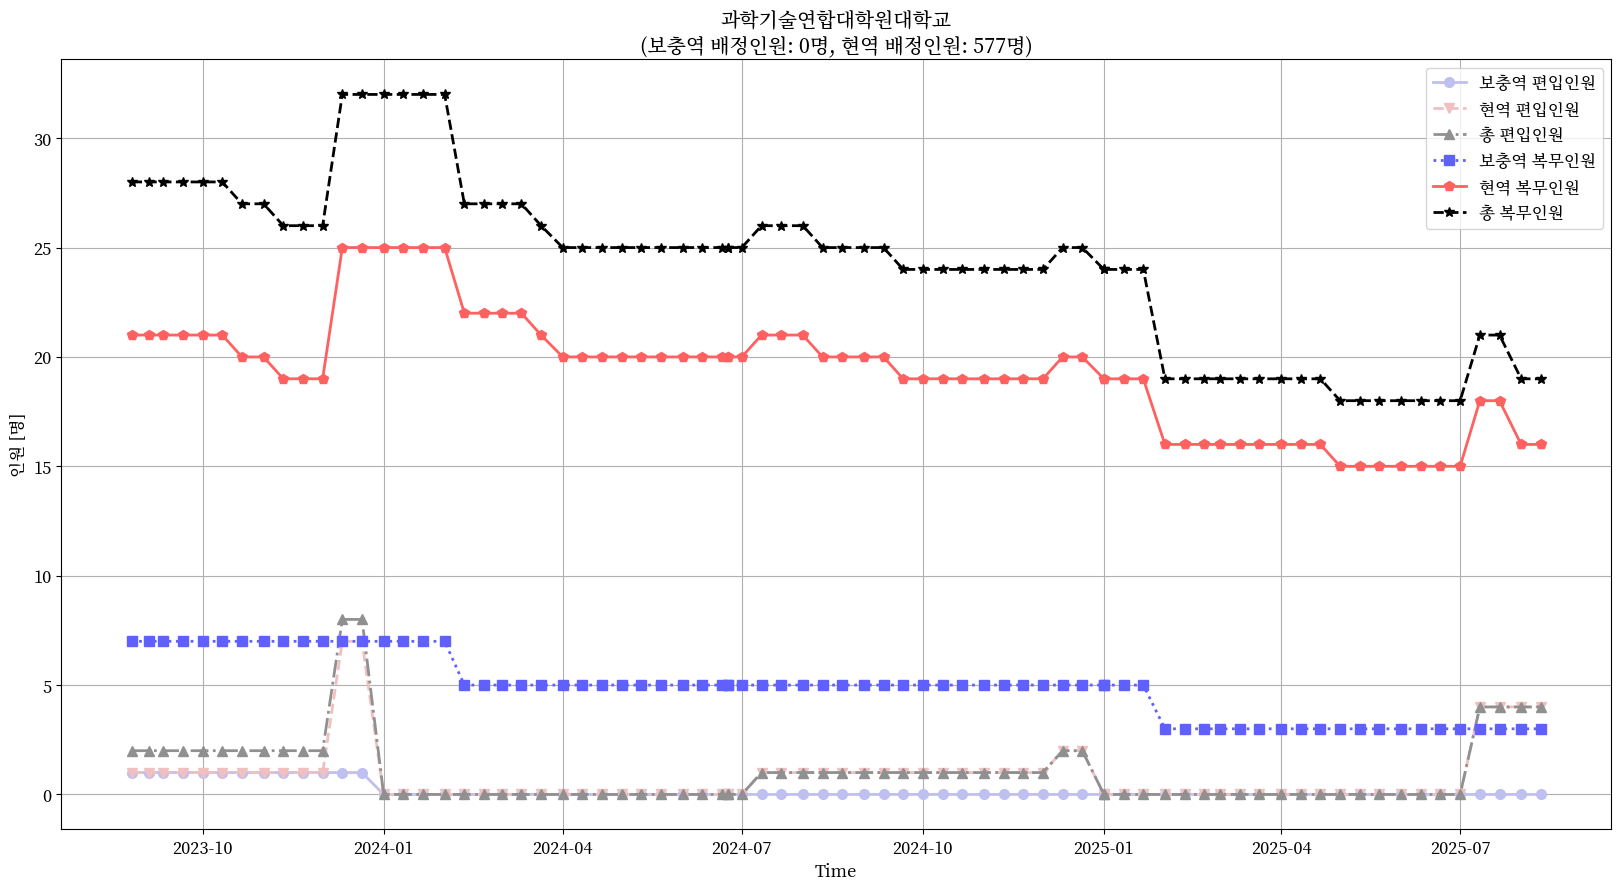 과학기술연합대학원대학교
(보충역 배정인원: 0명, 현역 배정인원: 577명)
보충역 편입인원
현역 편입인원
총 편입인원
보충역 복무인원
현역 복무인원
총 복무인원
30
25
20
15
10
5
0
인원 [명]
2023-10
2024-01
2024-04
2024-07
2024-10
2025-01
2025-04
2025-07
Time